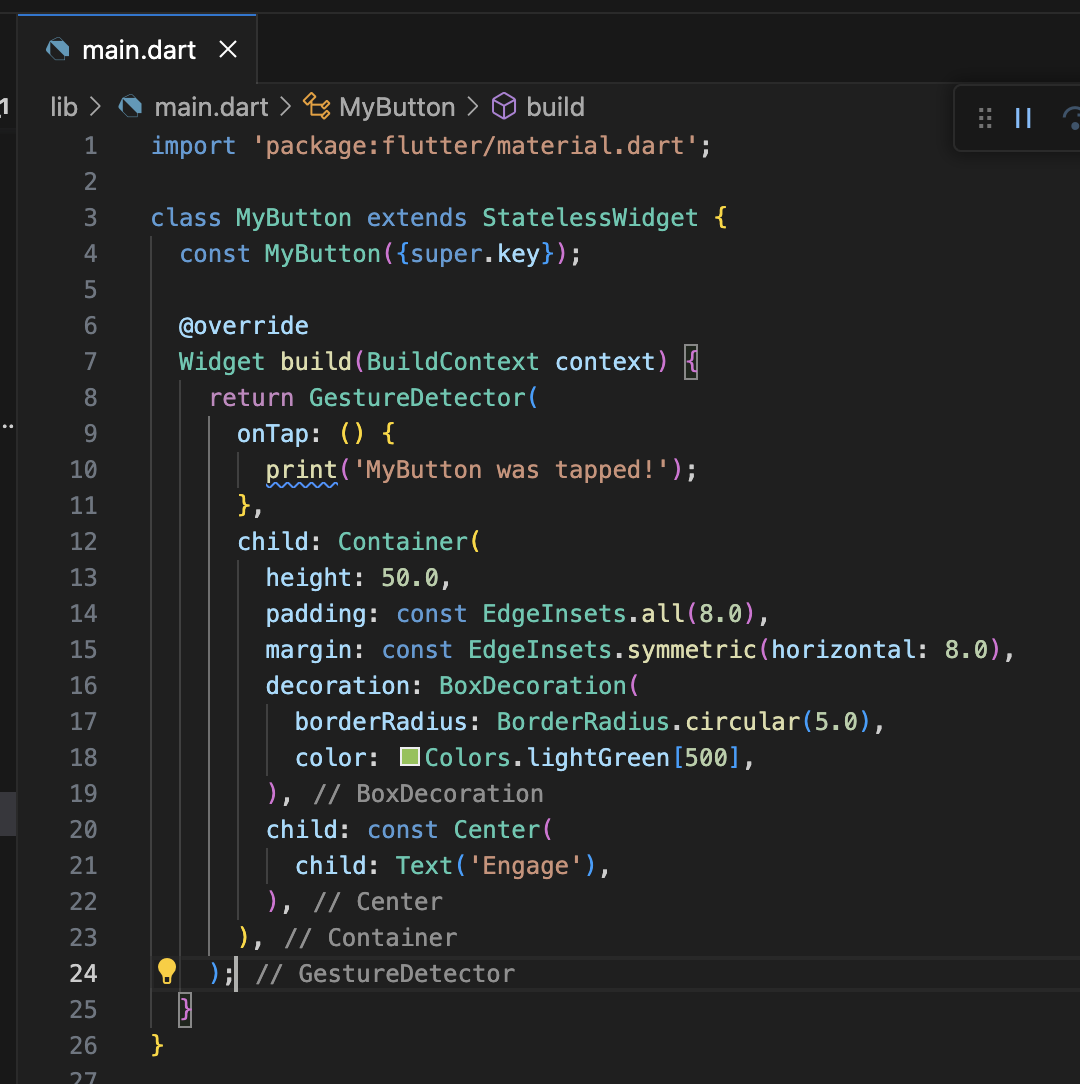 main.dart
lib > main.dart > MyButton > build
1 import 'package:flutter/material.dart';
2
3 class MyButton extends StatelessWidget {
4   const MyButton({super.key});
5
6   @override
7   Widget build(BuildContext context) {
8     return GestureDetector(
9       onTap: () {
10         print('MyButton was tapped!');
11       },
12       child: Container(
13         height: 50.0,
14         padding: const EdgeInsets.all(8.0),
15         margin: const EdgeInsets.symmetric(horizontal: 8.0),
16         decoration: BoxDecoration(
17           borderRadius: BorderRadius.circular(5.0),
18           color: Colors.lightGreen[500],
19         ), // BoxDecoration
20         child: const Center(
21           child: Text('Engage'),
22         ), // Center
23       ), // Container
24     ); // GestureDetector
25   }
26 }
27